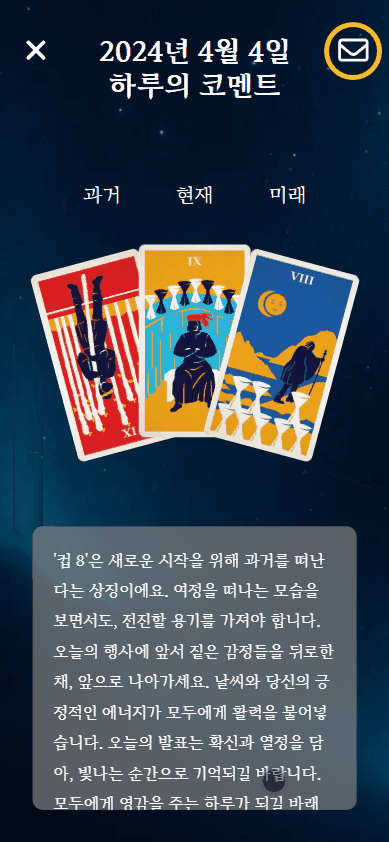 2024년 4월 4일
하루의 코멘트
과거 현재 미래
XI
IX
VIII
'컵 8'은 새로운 시작을 위해 과거를 떠난
다는 상징이에요. 여정을 떠나는 모습을
보면서도, 전진할 용기를 가져야 합니다.
오늘의 행사에 앞서 짙은 감정들을 뒤로한
채, 앞으로 나아가세요. 날씨와 당신의 긍
정적인 에너지가 모두에게 활력을 불어넣
습니다. 오늘의 발표는 확신과 열정을 담
아, 빛나는 순간으로 기억되길 바랍니다.
모두에게 영감을 주는 하루가 되길 바래